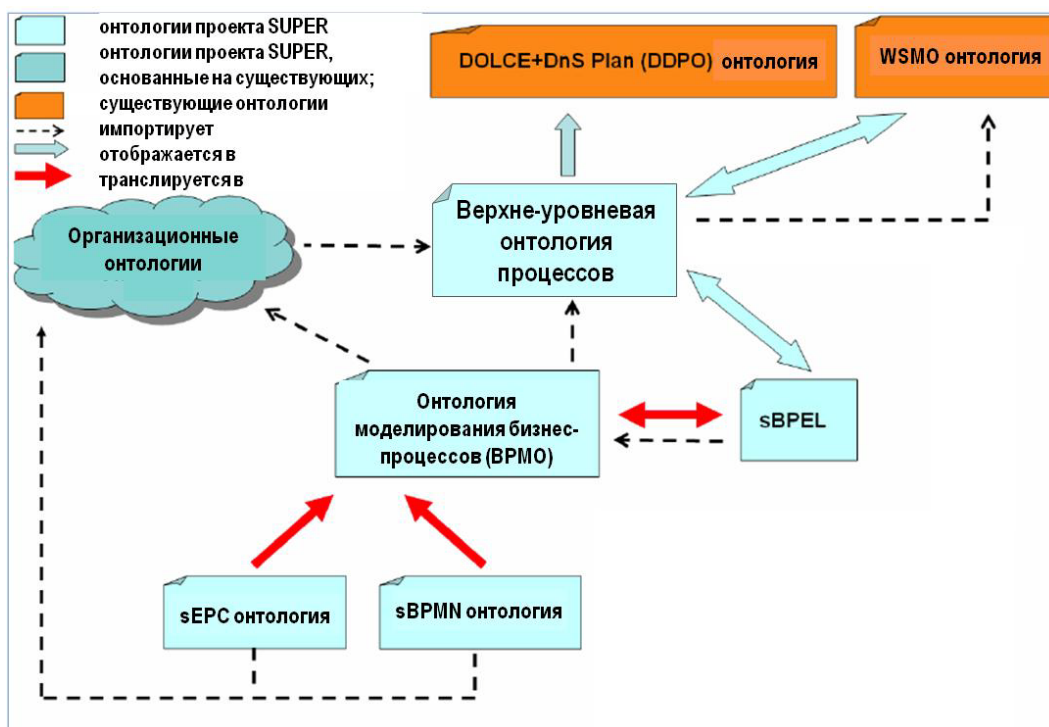 онтологии проекта SUPER
онтологии проекта SUPER,
основанные на существующих;
существующие онтологии
импортирует
отображается в
транслируется в
DOLCE+DnS Plan (DDPO) онтология
WSMO онтология
Верхне-уровневая
онтология
процессов
Организационные
онтологии
Онтология
моделирования бизнес-
процессов (BPMO)
sBPEL
sEPC онтология
sBPMN онтология